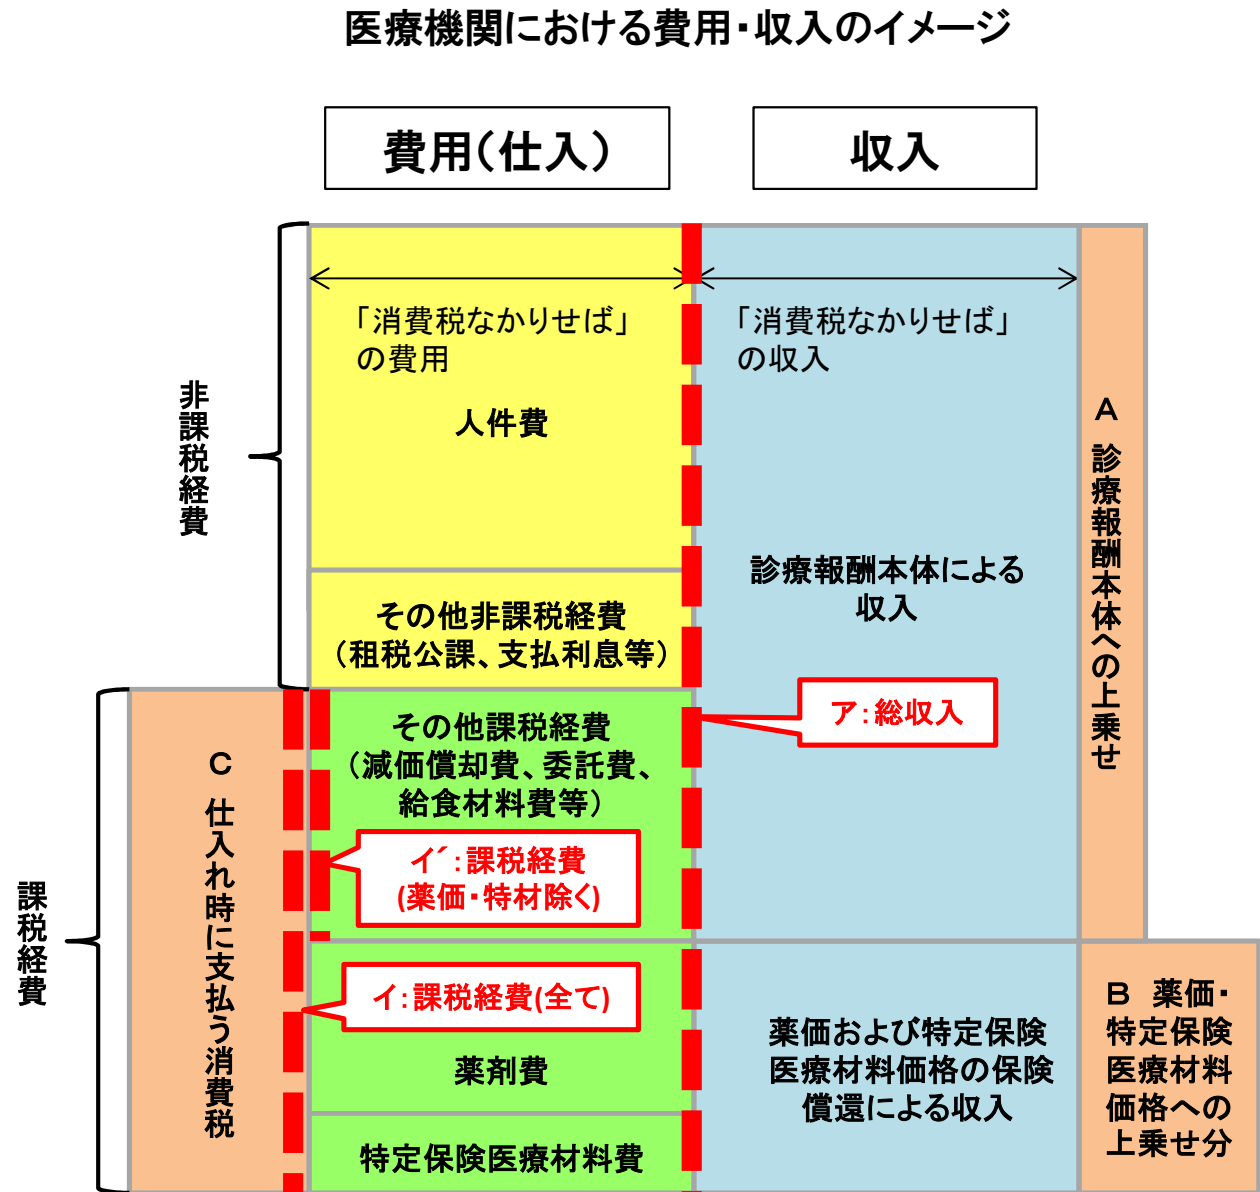 医療機関における費用・収入のイメージ
費用(仕入)
収入
「消費税なかりせば」
の費用
「消費税なかりせば」
の収入
非課税経費
人件費
A 診療報酬本体への上乗せ
診療報酬本体による
収入
その他非課税経費
(租税公課、支払利息等)
ア:総収入
その他課税経費
(減価償却費、委託費、
給食材料費等)
C 仕入れ時に支払う消費税
イ´:課税経費
(薬価・特材除く)
課税経費
イ:課税経費(全て)
薬剤費
薬価および特定保険
医療材料価格の保険
償還による収入
B 薬価・
特定保険
医療材料
価格への
上乗せ分
特定保険医療材料費